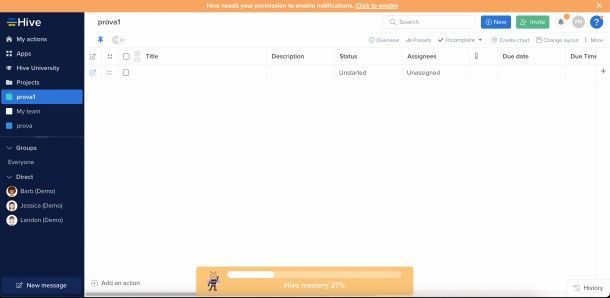 Hive needs your permission to enable notifications. Click to enable
Hive
prova1
Search
New
Invite
My actions
Apps
Hive University
Projects
prova1
My team
prova
Groups
Everyone
Direct
Barb (Demo)
Jessica (Demo)
Landon (Demo)
New message
Overview
Presets
Incomplete
Create chart
Change layout
More
Title
Description
Status
Assignees
Due date
Due Time
Unstarted
Unassigned
Add an action
Hive mastery 27%
History